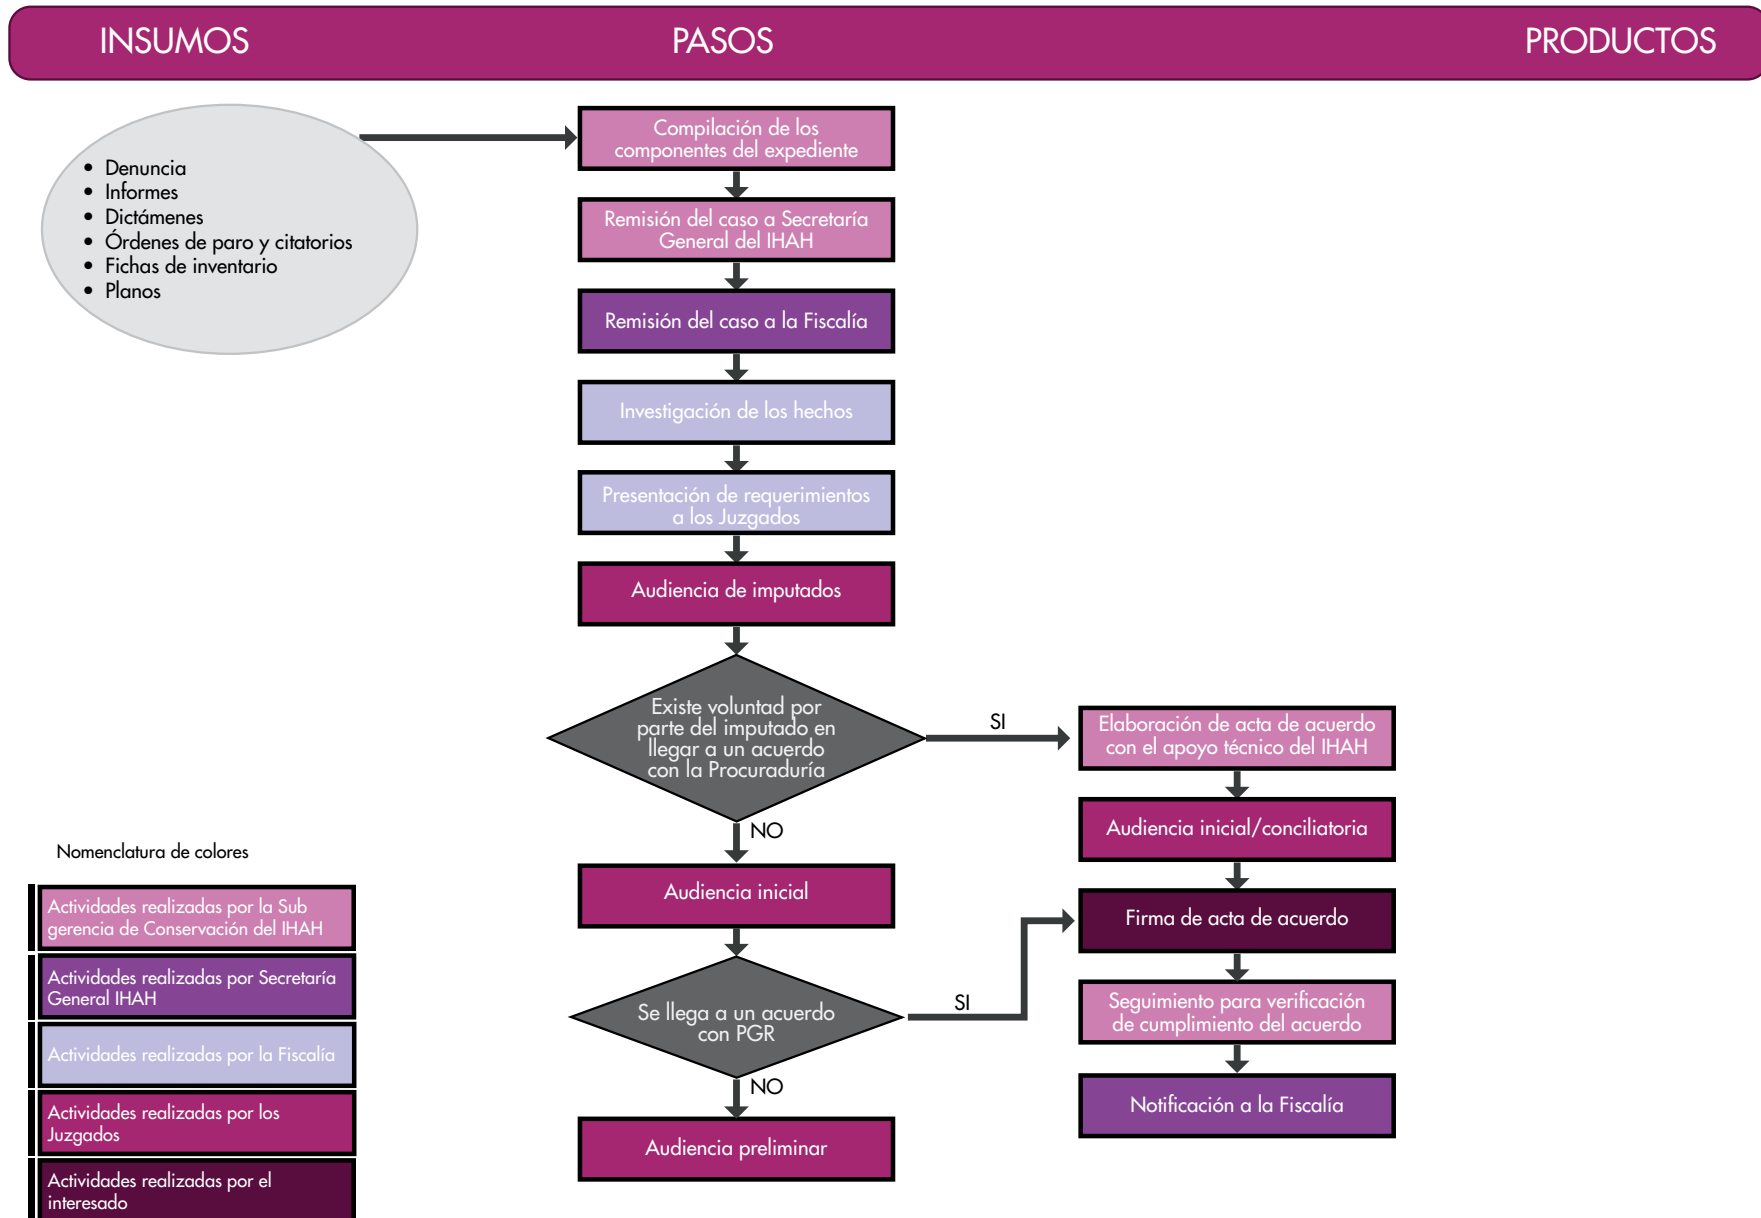 INSUMOS
PASOS
PRODUCTOS
• Denuncia
• Informes
• Dictámenes
• Órdenes de paro y citatorios
• Fichas de inventario
• Planos
Compilación de los
componentes del expediente
Remisión del caso a Secretaría
General del IHAH
Remisión del caso a la Fiscalía
Investigación de los hechos
Presentación de requerimientos
a los Juzgados
Audiencia de imputados
Existe voluntad por
parte del imputado en
llegar a un acuerdo
con la Procuraduría
SI
Elaboración de acta de acuerdo
con el apoyo técnico del IHAH
Audiencia inicial/conciliatoria
NO
Audiencia inicial
Firma de acta de acuerdo
Se llega a un acuerdo
con PGR
SI
Seguimiento para verificación
de cumplimiento del acuerdo
NO
Notificación a la Fiscalía
Audiencia preliminar
Nomenclatura de colores
Actividades realizadas por la Sub
gerencia de Conservación del IHAH
Actividades realizadas por Secretaría
General IHAH
Actividades realizadas por la Fiscalía
Actividades realizadas por los
Juzgados
Actividades realizadas por el
interesado